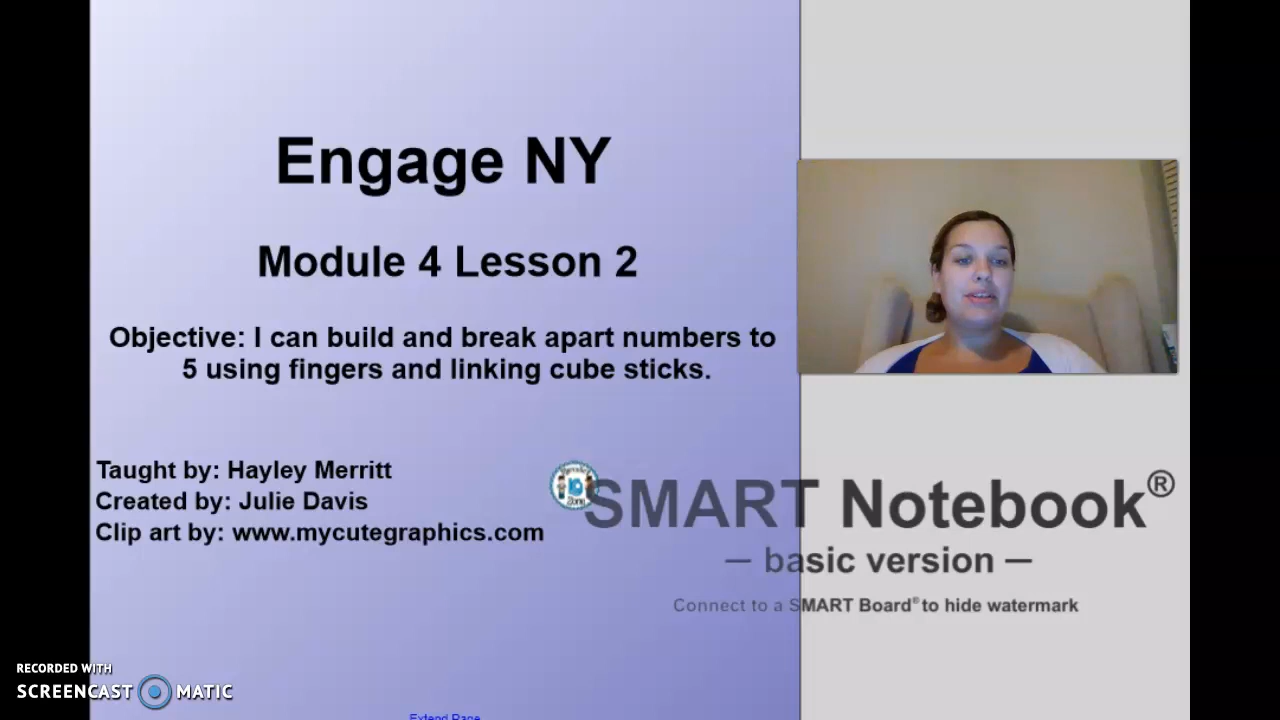 Engage NY
Module 4 Lesson 2
Objective: I can build and break apart numbers to
5 using fingers and linking cube sticks.
Taught by: Hayley Merritt
Created by: Julie Davis
Clip art by: www.mycutegraphics.com
SMART Notebook®
— basic version —
Connect to a SMART Board® to hide watermark
RECORDED WITH
SCREENCAST MATIC
Extend Page